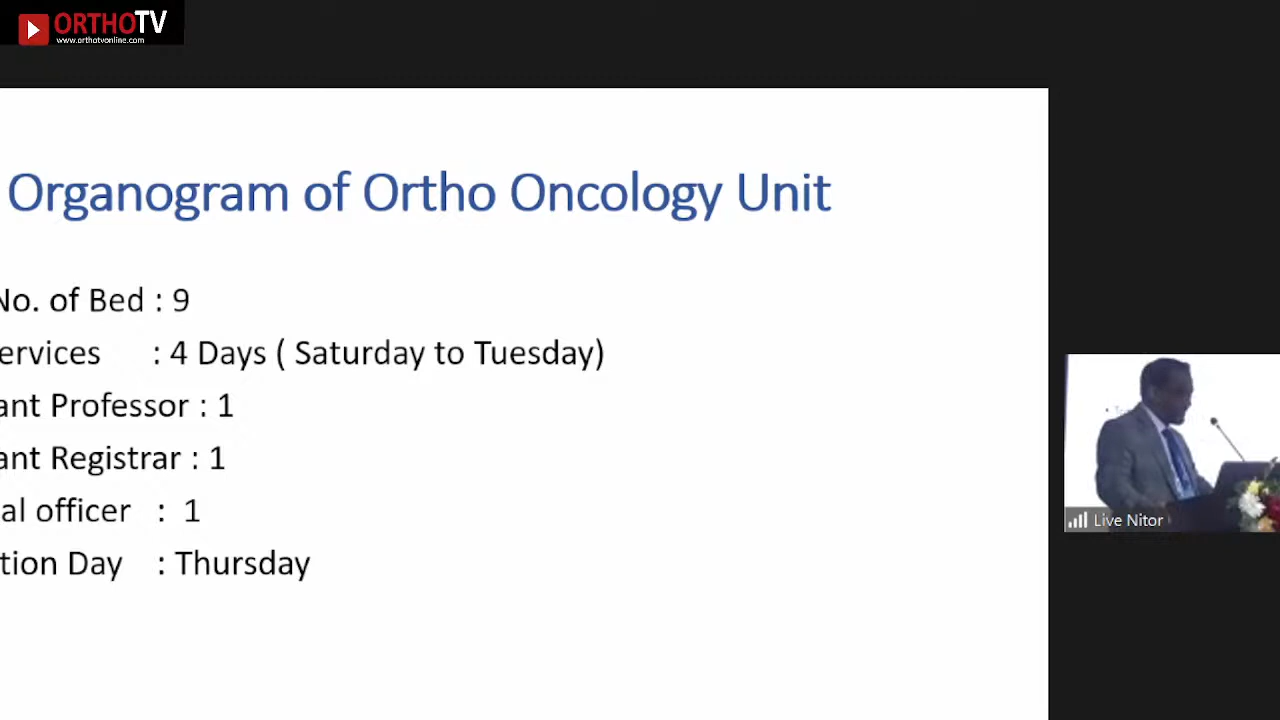 ORTHOTV
www.orthotvonline.com
Organogram of Ortho Oncology Unit
No. of Bed : 9
ervices : 4 Days ( Saturday to Tuesday)
ant Professor : 1
ant Registrar : 1
al officer : 1
tion Day : Thursday
Live Nitor